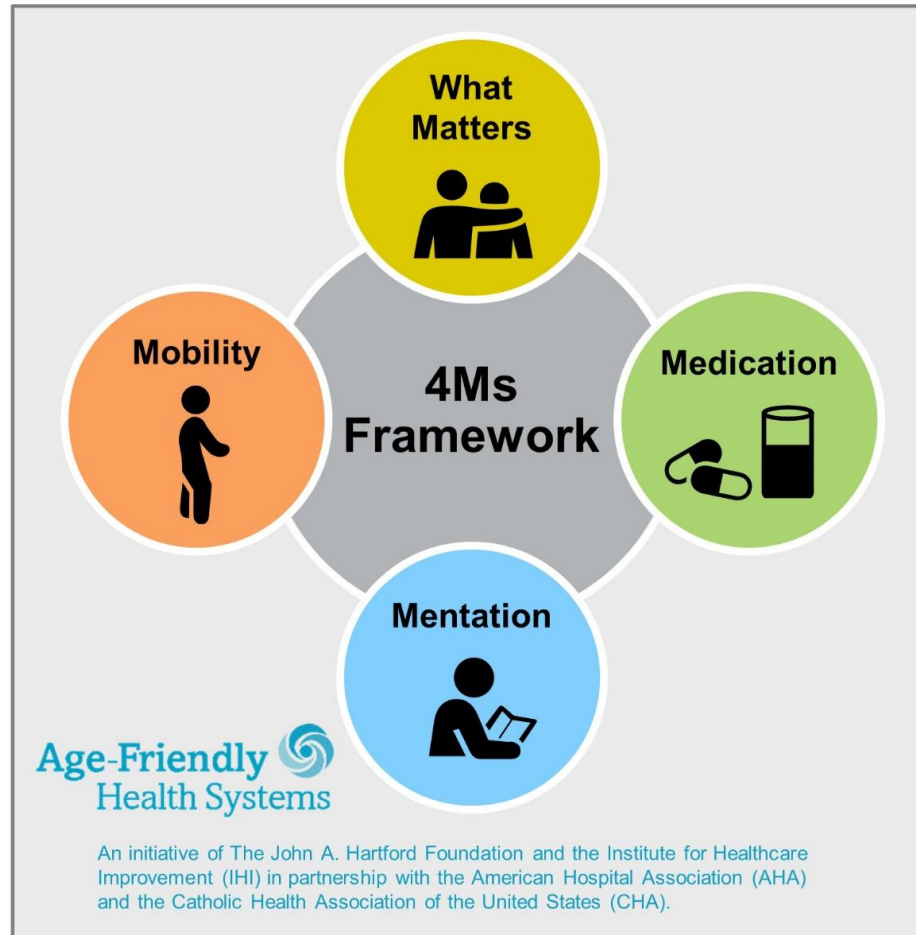 What
Matters
Mobility
4Ms
Framework
Medication
Mentation
Age-Friendly
Health Systems
An initiative of The John A. Hartford Foundation and the Institute for Healthcare
Improvement (IHI) in partnership with the American Hospital Association (AHA)
and the Catholic Health Association of the United States (CHA).